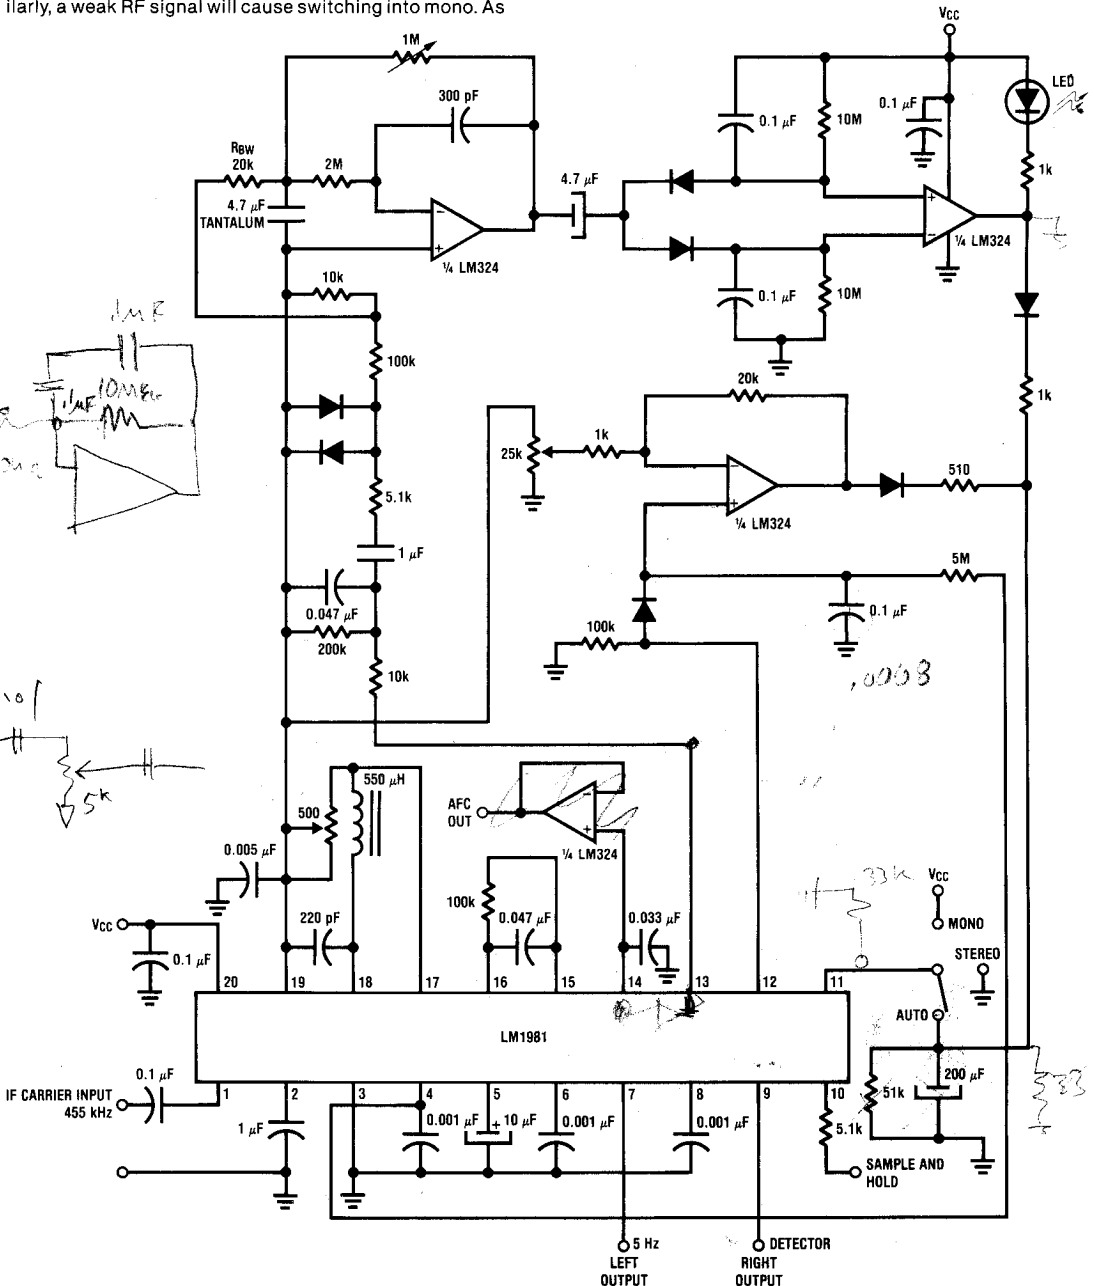 ilarly, a weak RF signal will cause switching into mono. As
Vcc
1M
300 pF
LED
0.1 µF
10M
0.1 µF
RBW
20k
2M
4.7 µF
1k
4.7 µF
TANTALUM
+
−
¼ LM324
−
+
¼ LM324
10k
0.1 µF
10M
1µF
100k
20k
10Meg
.1µF
1k
25k
1k
−
+
510
5.1k
¼ LM324
1 µF
5M
0.047 µF
0.1 µF
200k
100k
10k
.0008
.01
5k
550 µH
AFC
OUT
500
−
+
¼ LM324
0.005 µF
33k
Vcc
100k
MONO
Vcc
220 pF
0.047 µF
0.033 µF
STEREO
0.1 µF
20
19
18
17
16
15
14
13
12
11
AUTO
LM1981
0.1 µF
200 µF
IF CARRIER INPUT
455 kHz
1
2
3
4
5
6
7
8
9
10
51k
33
1 µF
0.001 µF
+
10 µF
0.001 µF
0.001 µF
5.1k
SAMPLE AND
HOLD
5 Hz
DETECTOR
LEFT
OUTPUT
RIGHT
OUTPUT